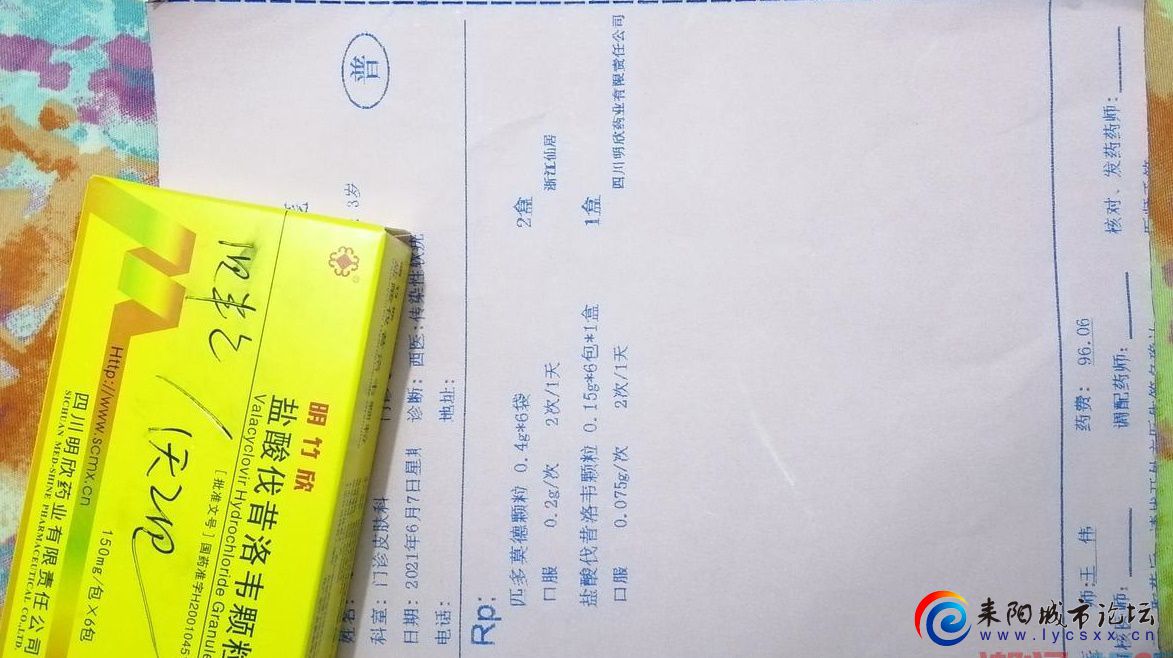 普
3岁
科室: 门诊皮肤科
日期: 2021年6月7日星期
诊断: 西医:传染性软疣
电话:
地址:
Rp:
匹多莫德颗粒 0.4g*6袋 2盒
口服 0.2g/次 2次/1天 浙江仙居
盐酸伐昔洛韦颗粒 0.15g*6包*1盒 1盒
口服 0.075g/次 2次/1天 四川明欣药业有限责任公司
师:王 伟 药费: 96.06
调配药师: 核对、发药药师:
明竹欣
盐酸伐昔洛韦颗粒
Valacyclovir Hydrochloride Granule
[批准文号] 国药准字H2001045
150mg/包×6包
Http://www.scmx.cn
四川明欣药业有限责任公司
SICHUAN MED-SHINE PHARMACEUTICAL CO.,LTD.
耒阳城市论坛
www.lycsxx.cn